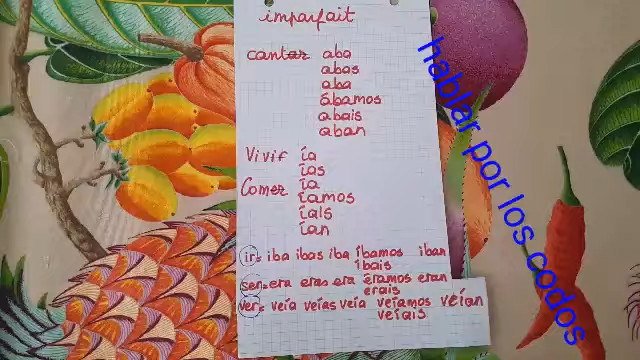 imparfait
cantar aba
abas
aba
ábamos
abais
aban
Vivir ía
ías
Comer ía
íamos
íais
ían
ir= iba ibas iba íbamos iban
ibais
ser= era eras era éramos eran
erais
ver= veía veías veía veíamos veían
veíais
hablar por los codos